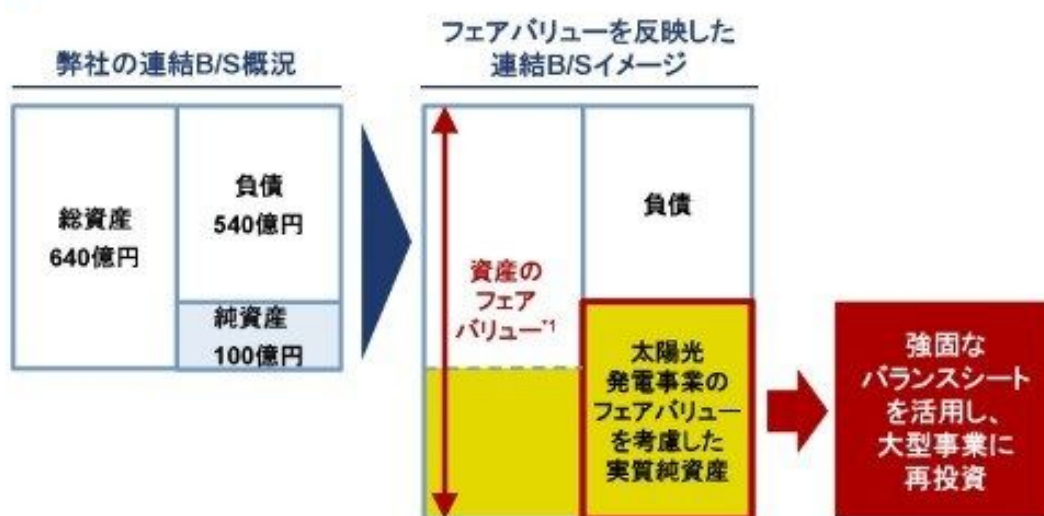 弊社の連結B/S概況
フェアバリューを反映した
連結B/Sイメージ
総資産
640億円
負債
540億円
純資産
100億円
資産の
フェア
バリュー*1
負債
太陽光
発電事業の
フェアバリュー
を考慮した
実質純資産
強固な
バランスシート
を活用し、
大型事業に
再投資